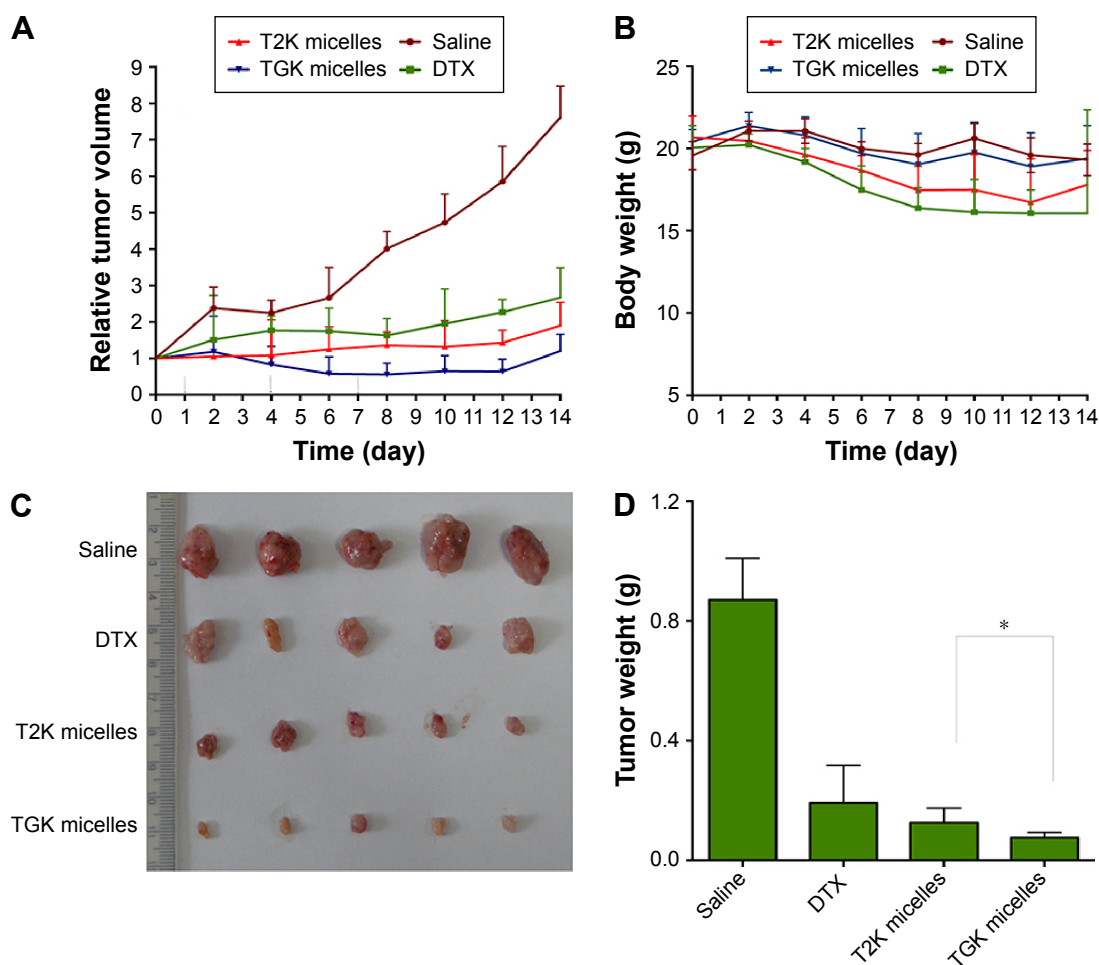 A
T2K micelles
Saline
TGK micelles
DTX
Relative tumor volume
9
8
7
6
5
4
3
2
1
0
0 1 2 3 4 5 6 7 8 9 10 11 12 13 14
Time (day)
B
T2K micelles
Saline
TGK micelles
DTX
Body weight (g)
25
20
15
10
5
0 1 2 3 4 5 6 7 8 9 10 11 12 13 14
Time (day)
C
Saline
DTX
T2K micelles
TGK micelles
D
Tumor weight (g)
1.2
0.8
0.4
0.0
*
Saline
DTX
T2K micelles
TGK micelles